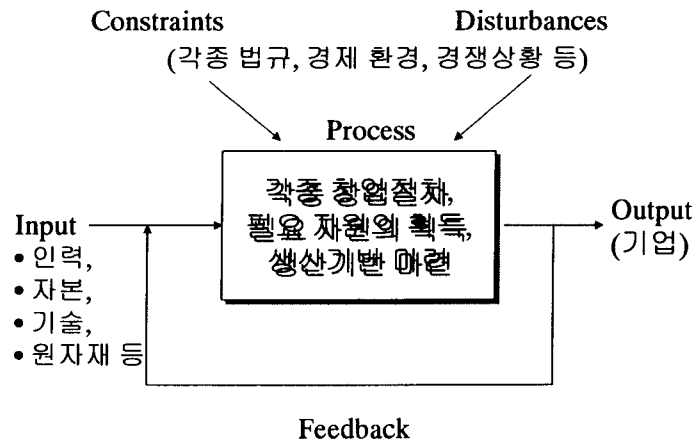 Constraints Disturbances
(각종 법규, 경제 환경, 경쟁상황 등)
Process
각종 창업절차,
필요 자원의 획득,
생산기반 마련
Input
• 인력,
• 자본,
• 기술,
• 원자재 등
Output
(기업)
Feedback